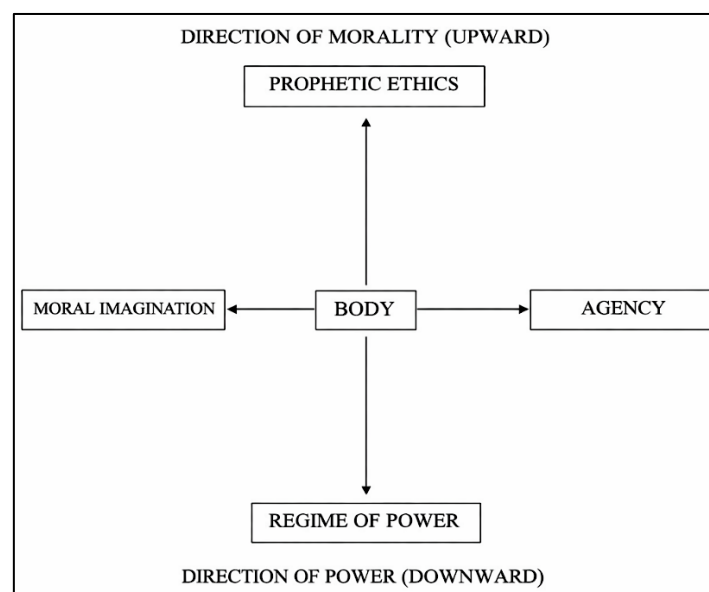 DIRECTION OF MORALITY (UPWARD)
PROPHETIC ETHICS
MORAL IMAGINATION
BODY
AGENCY
REGIME OF POWER
DIRECTION OF POWER (DOWNWARD)